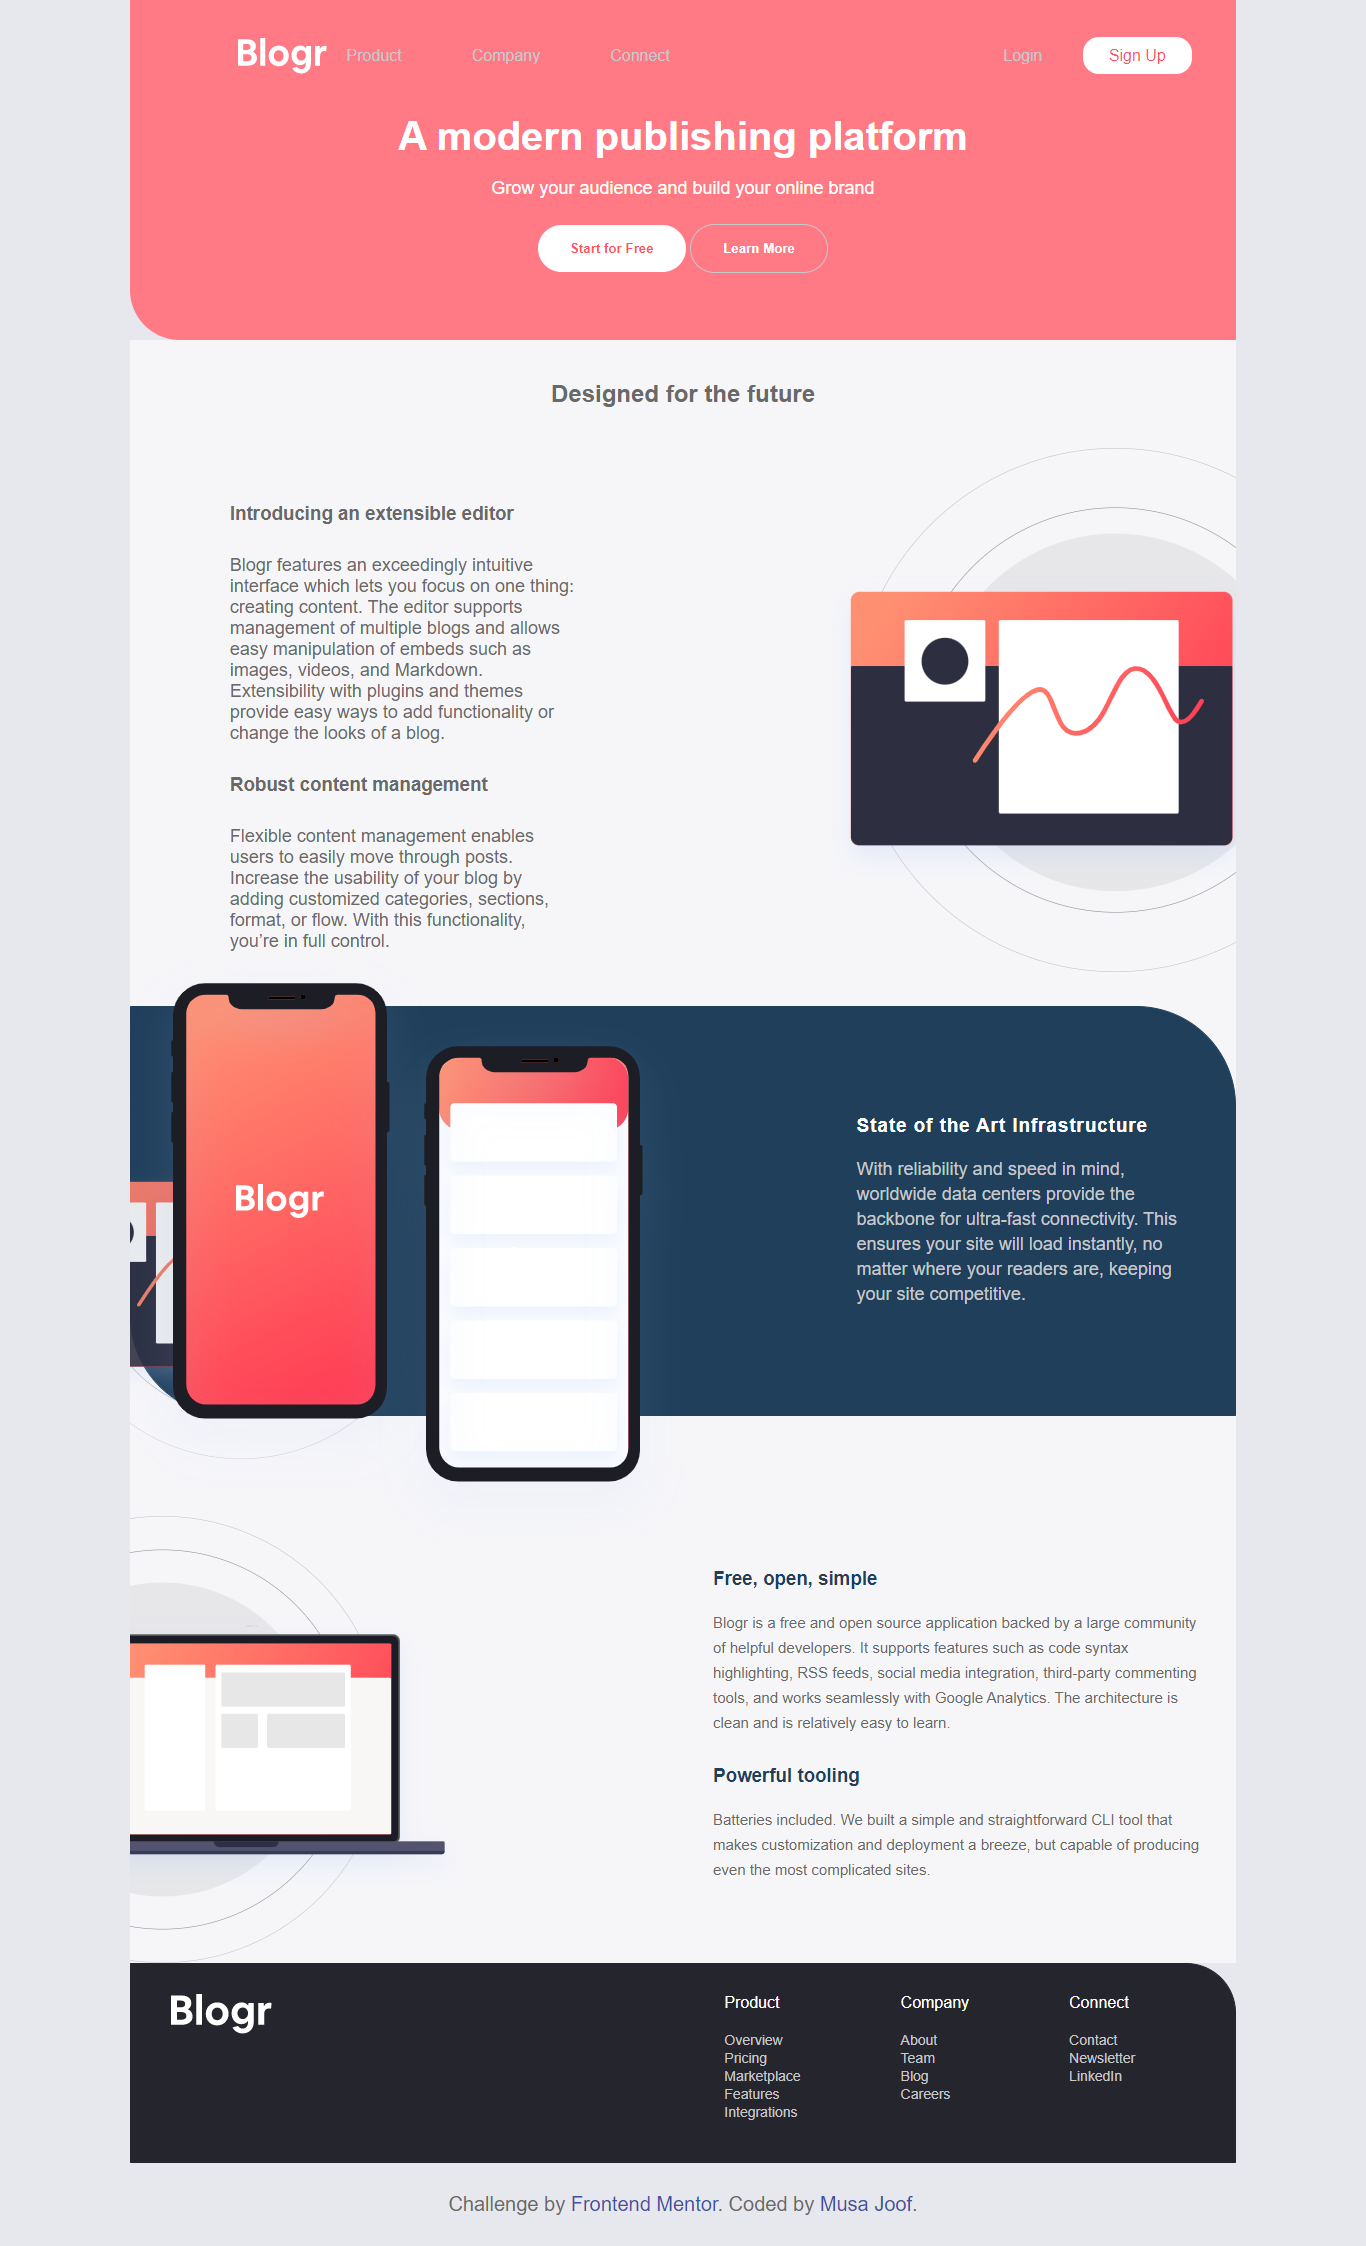 Blogr Product Company Connect Login Sign Up
A modern publishing platform
Grow your audience and build your online brand
Start for Free Learn More
Designed for the future
Introducing an extensible editor
Blogr features an exceedingly intuitive
interface which lets you focus on one thing:
creating content. The editor supports
management of multiple blogs and allows
easy manipulation of embeds such as
images, videos, and Markdown.
Extensibility with plugins and themes
provide easy ways to add functionality or
change the looks of a blog.
Robust content management
Flexible content management enables
users to easily move through posts.
Increase the usability of your blog by
adding customized categories, sections,
format, or flow. With this functionality,
you’re in full control.
Blogr
State of the Art Infrastructure
With reliability and speed in mind,
worldwide data centers provide the
backbone for ultra-fast connectivity. This
ensures your site will load instantly, no
matter where your readers are, keeping
your site competitive.
Free, open, simple
Blogr is a free and open source application backed by a large community
of helpful developers. It supports features such as code syntax
highlighting, RSS feeds, social media integration, third-party commenting
tools, and works seamlessly with Google Analytics. The architecture is
clean and is relatively easy to learn.
Powerful tooling
Batteries included. We built a simple and straightforward CLI tool that
makes customization and deployment a breeze, but capable of producing
even the most complicated sites.
Blogr
Product
Overview
Pricing
Marketplace
Features
Integrations
Company
About
Team
Blog
Careers
Connect
Contact
Newsletter
LinkedIn
Challenge by Frontend Mentor. Coded by Musa Joof.